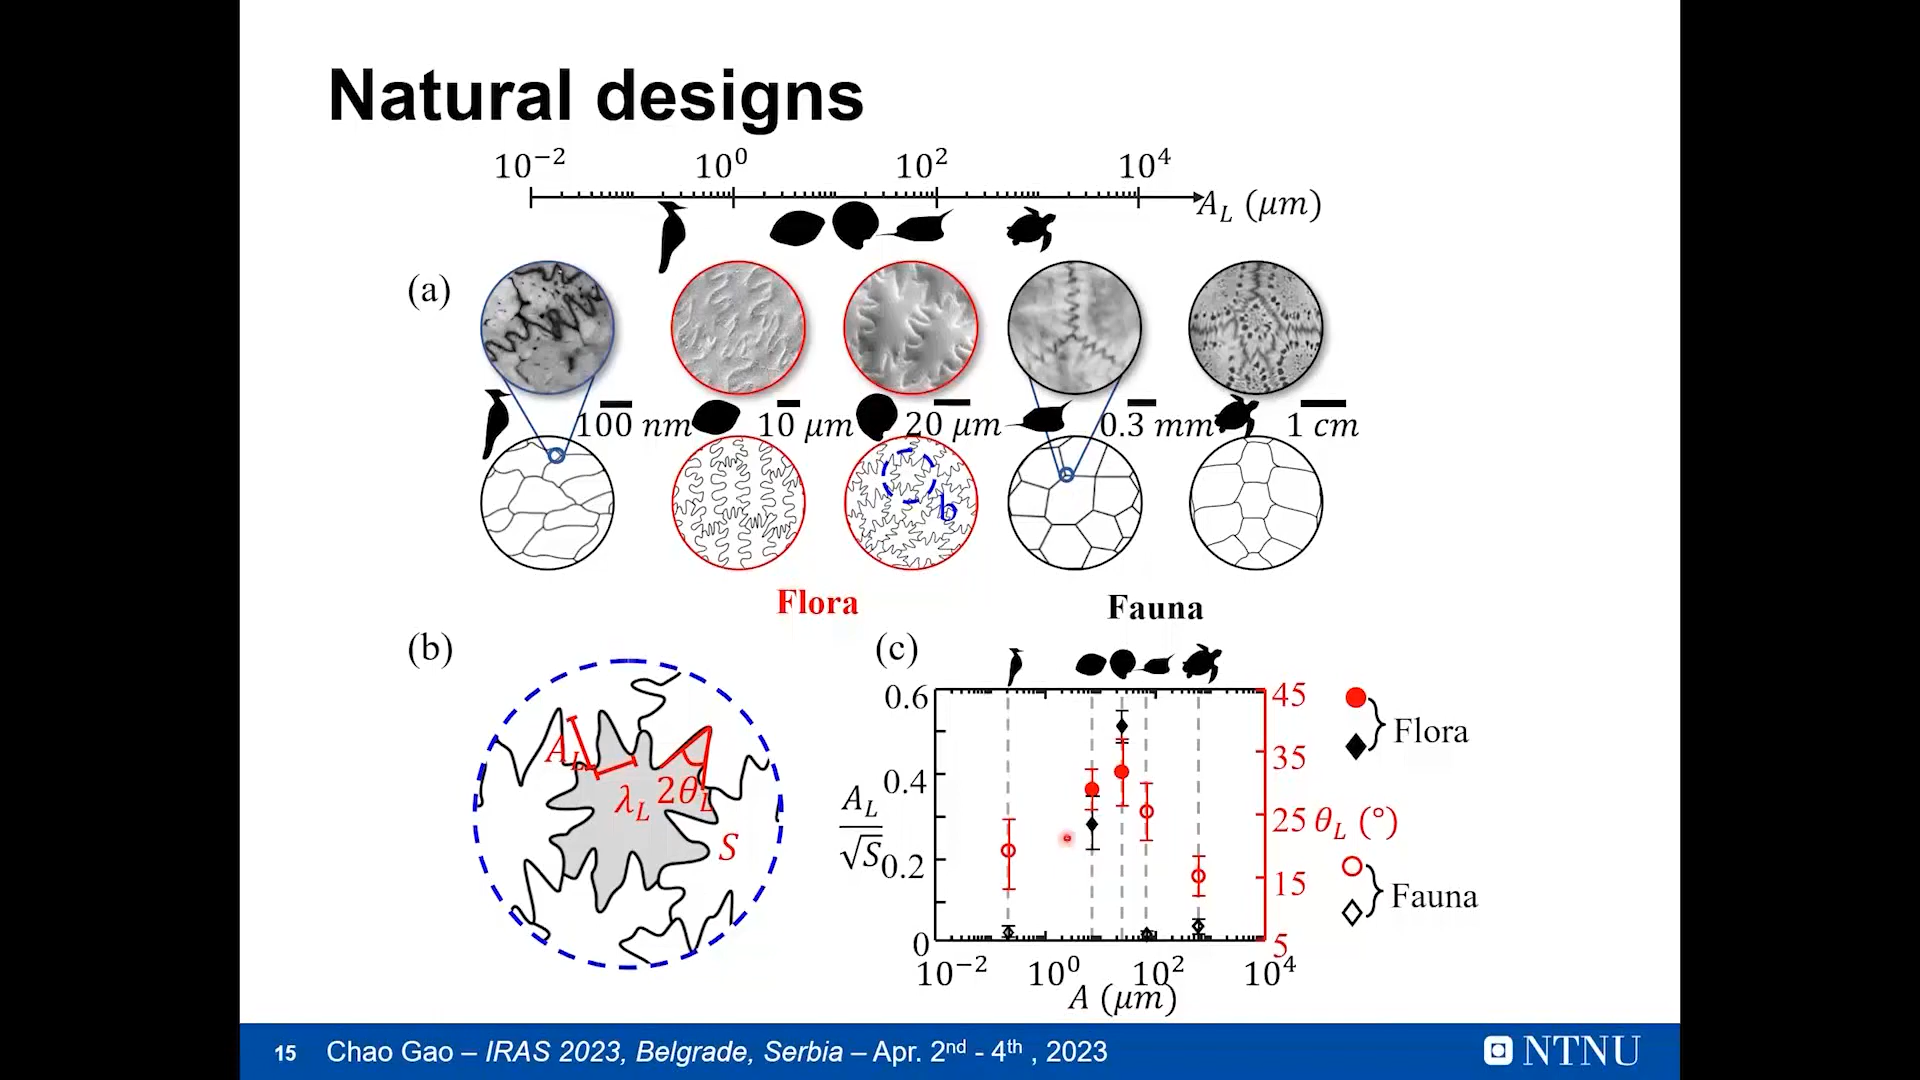 Natural designs
10⁻² 10⁰ 10² 10⁴
A_L (μm)
(a)
100 nm 10 μm 20 μm 0.3 mm 1 cm
b
Flora Fauna
(b)
A_L
λ_L 2θ_L
S
(c)
0.6 45
35
0.4
A_L/√S
25 θ_L (°)
0.2
15
0 5
10⁻² 10⁰ 10² 10⁴
A (μm)
Flora
Fauna
15 Chao Gao – IRAS 2023, Belgrade, Serbia – Apr. 2nd - 4th , 2023
NTNU